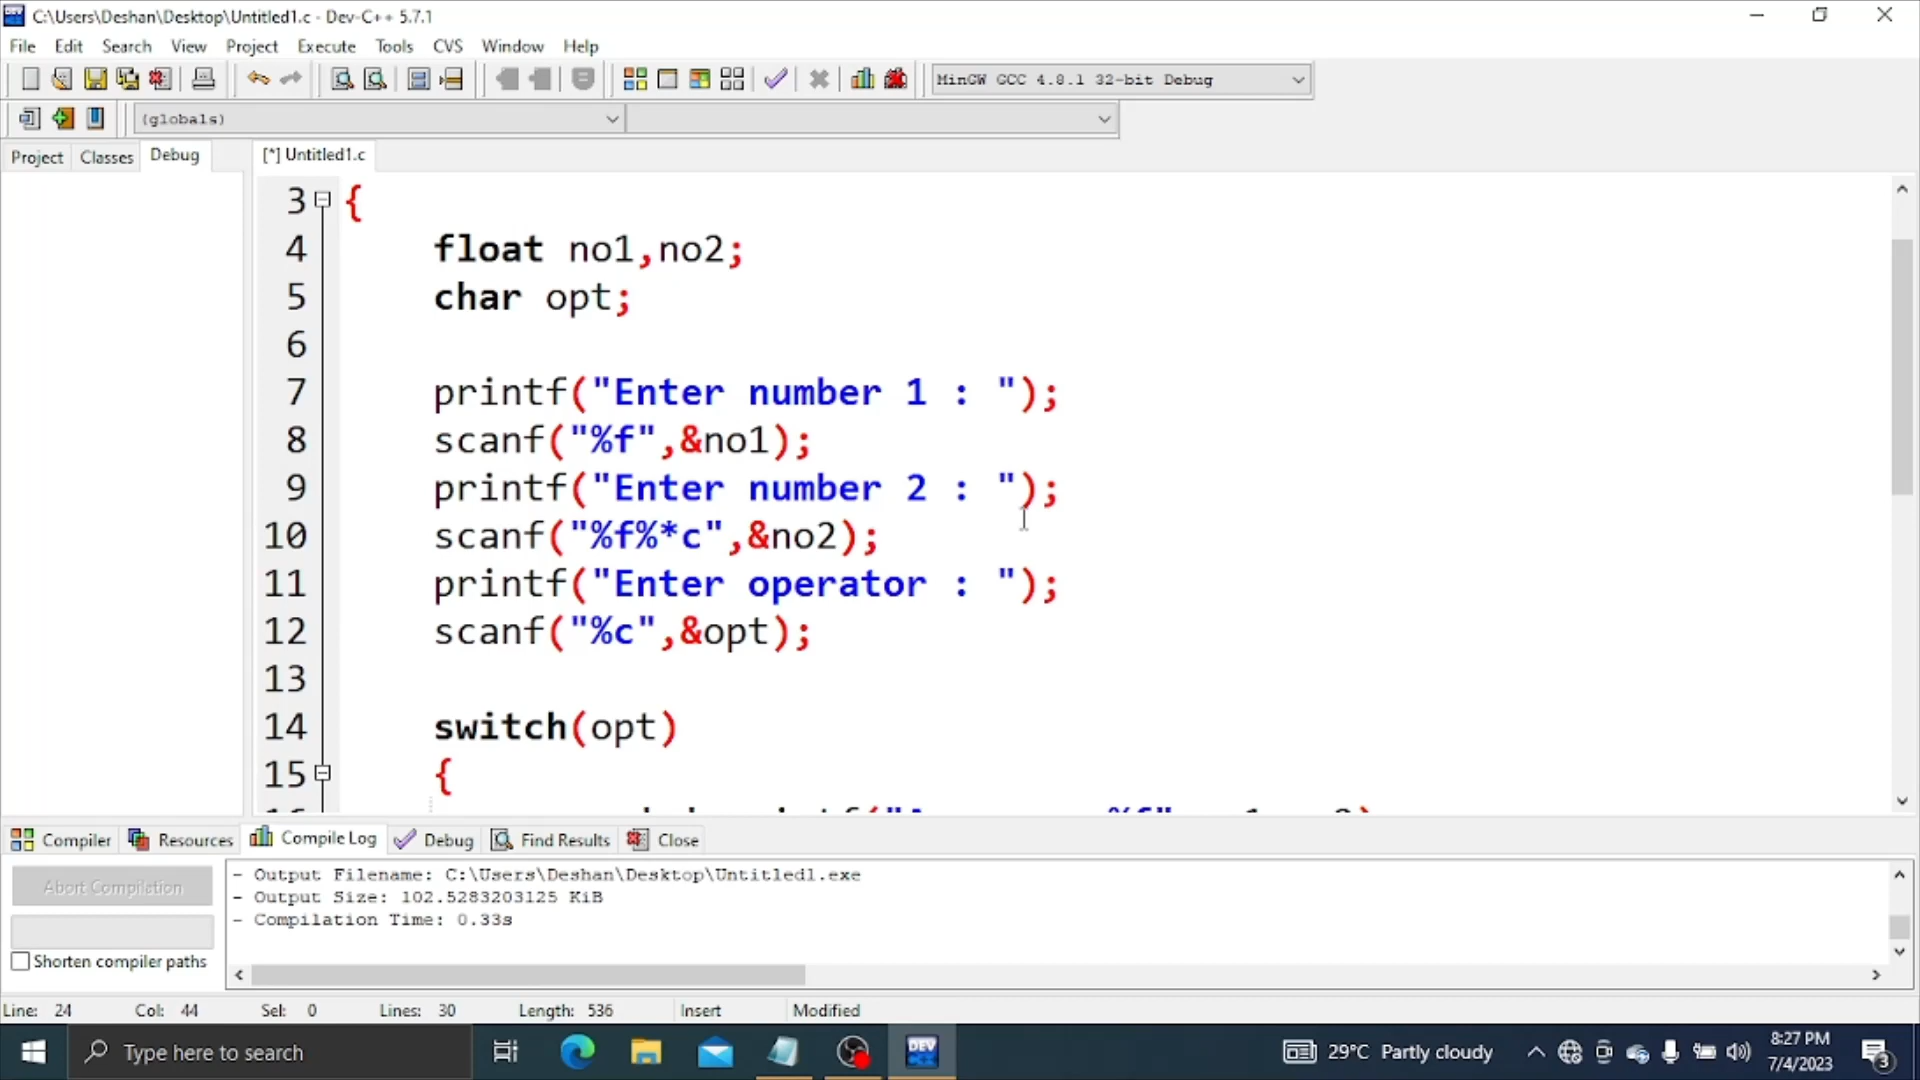 C:\Users\Deshan\Desktop\Untitled1.c - Dev-C++ 5.7.1
File Edit Search View Project Execute Tools CVS Window Help
MinGW GCC 4.8.1 32-bit Debug
(globals)
Project Classes Debug [*] Untitled1.c
3 {
4 float no1,no2;
5 char opt;
6
7 printf("Enter number 1 : ");
8 scanf("%f",&no1);
9 printf("Enter number 2 : ");
10 scanf("%f%*c",&no2);
11 printf("Enter operator : ");
12 scanf("%c",&opt);
13
14 switch(opt)
15 {
Compiler Resources Compile Log Debug Find Results Close
Abort Compilation
Shorten compiler paths
- Output Filename: C:\Users\Deshan\Desktop\Untitled1.exe
- Output Size: 102.5283203125 KiB
- Compilation Time: 0.33s
Line: 24 Col: 44 Sel: 0 Lines: 30 Length: 536 Insert Modified
Type here to search
DEV
29°C Partly cloudy
8:27 PM
7/4/2023
3